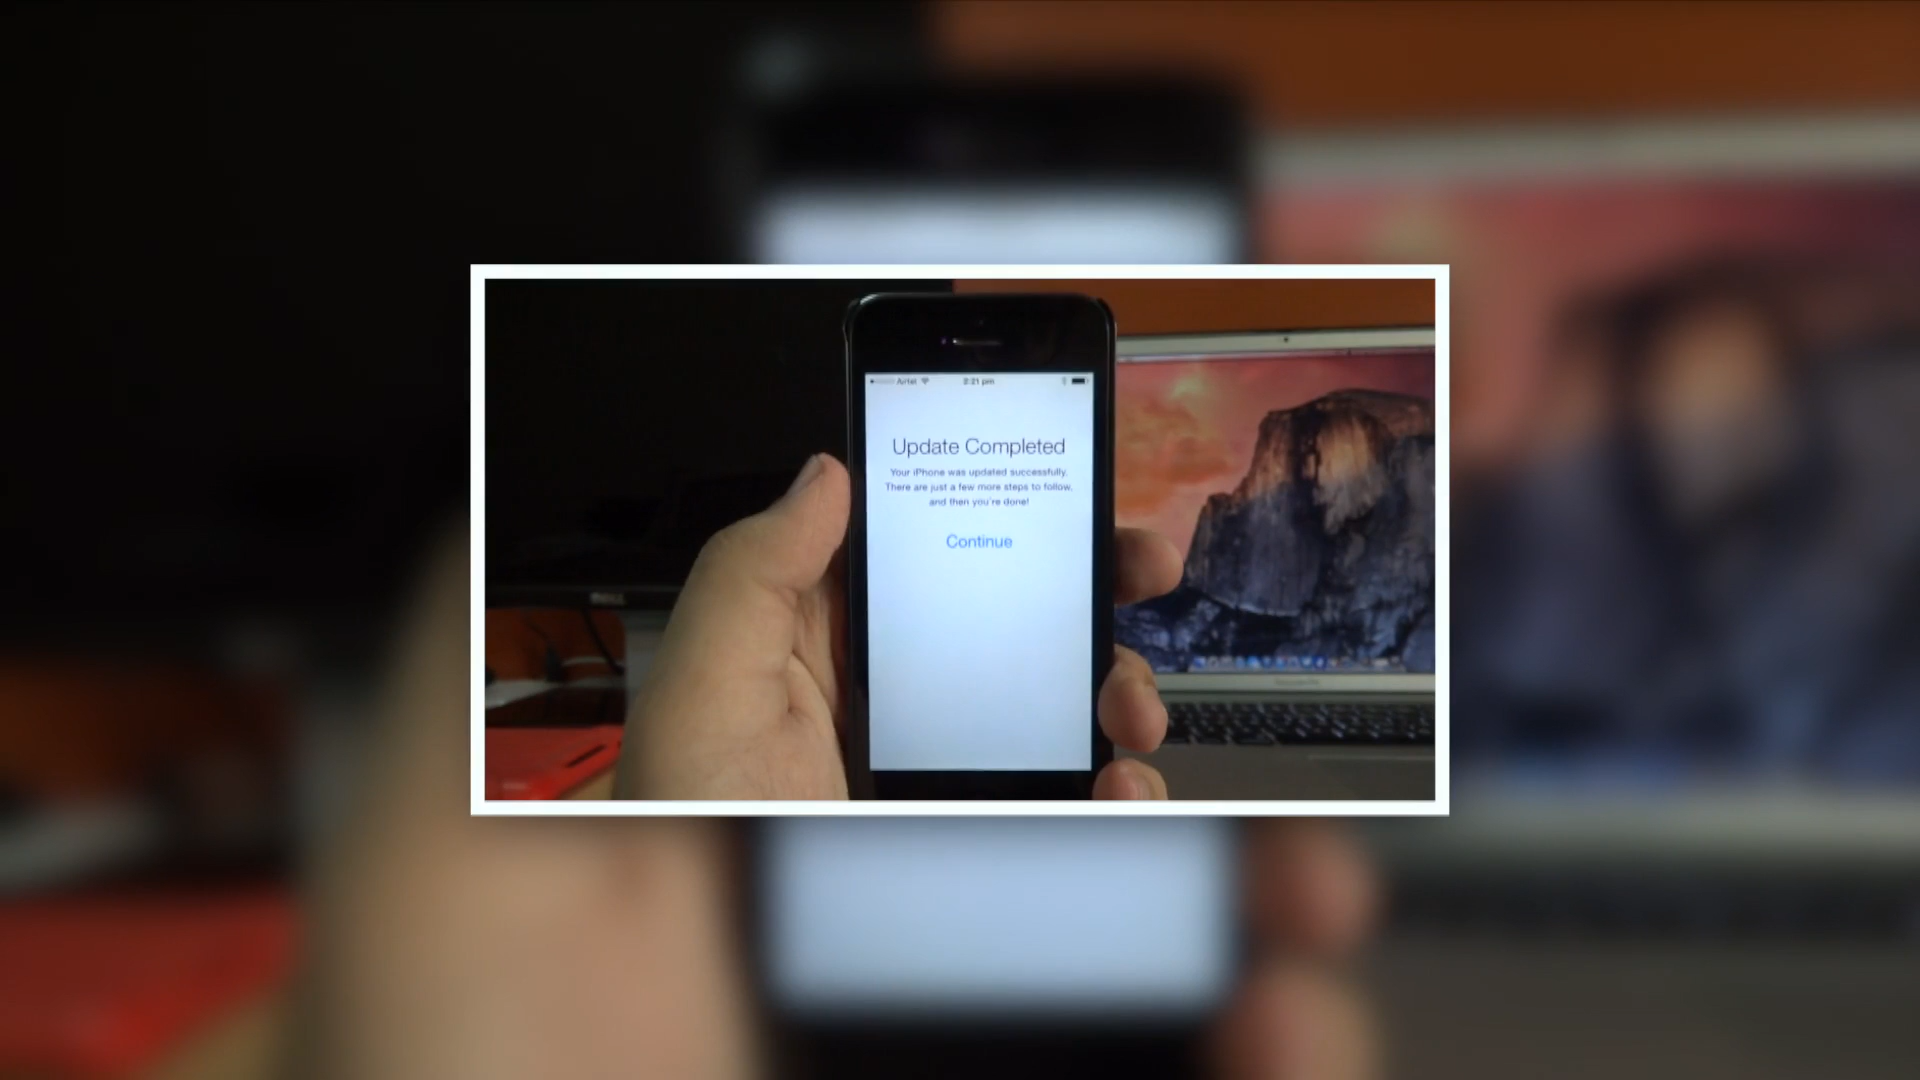 Airtel 2:21 pm
Update Completed
Your iPhone was updated successfully.
There are just a few more steps to follow,
and then you're done!
Continue
DELL